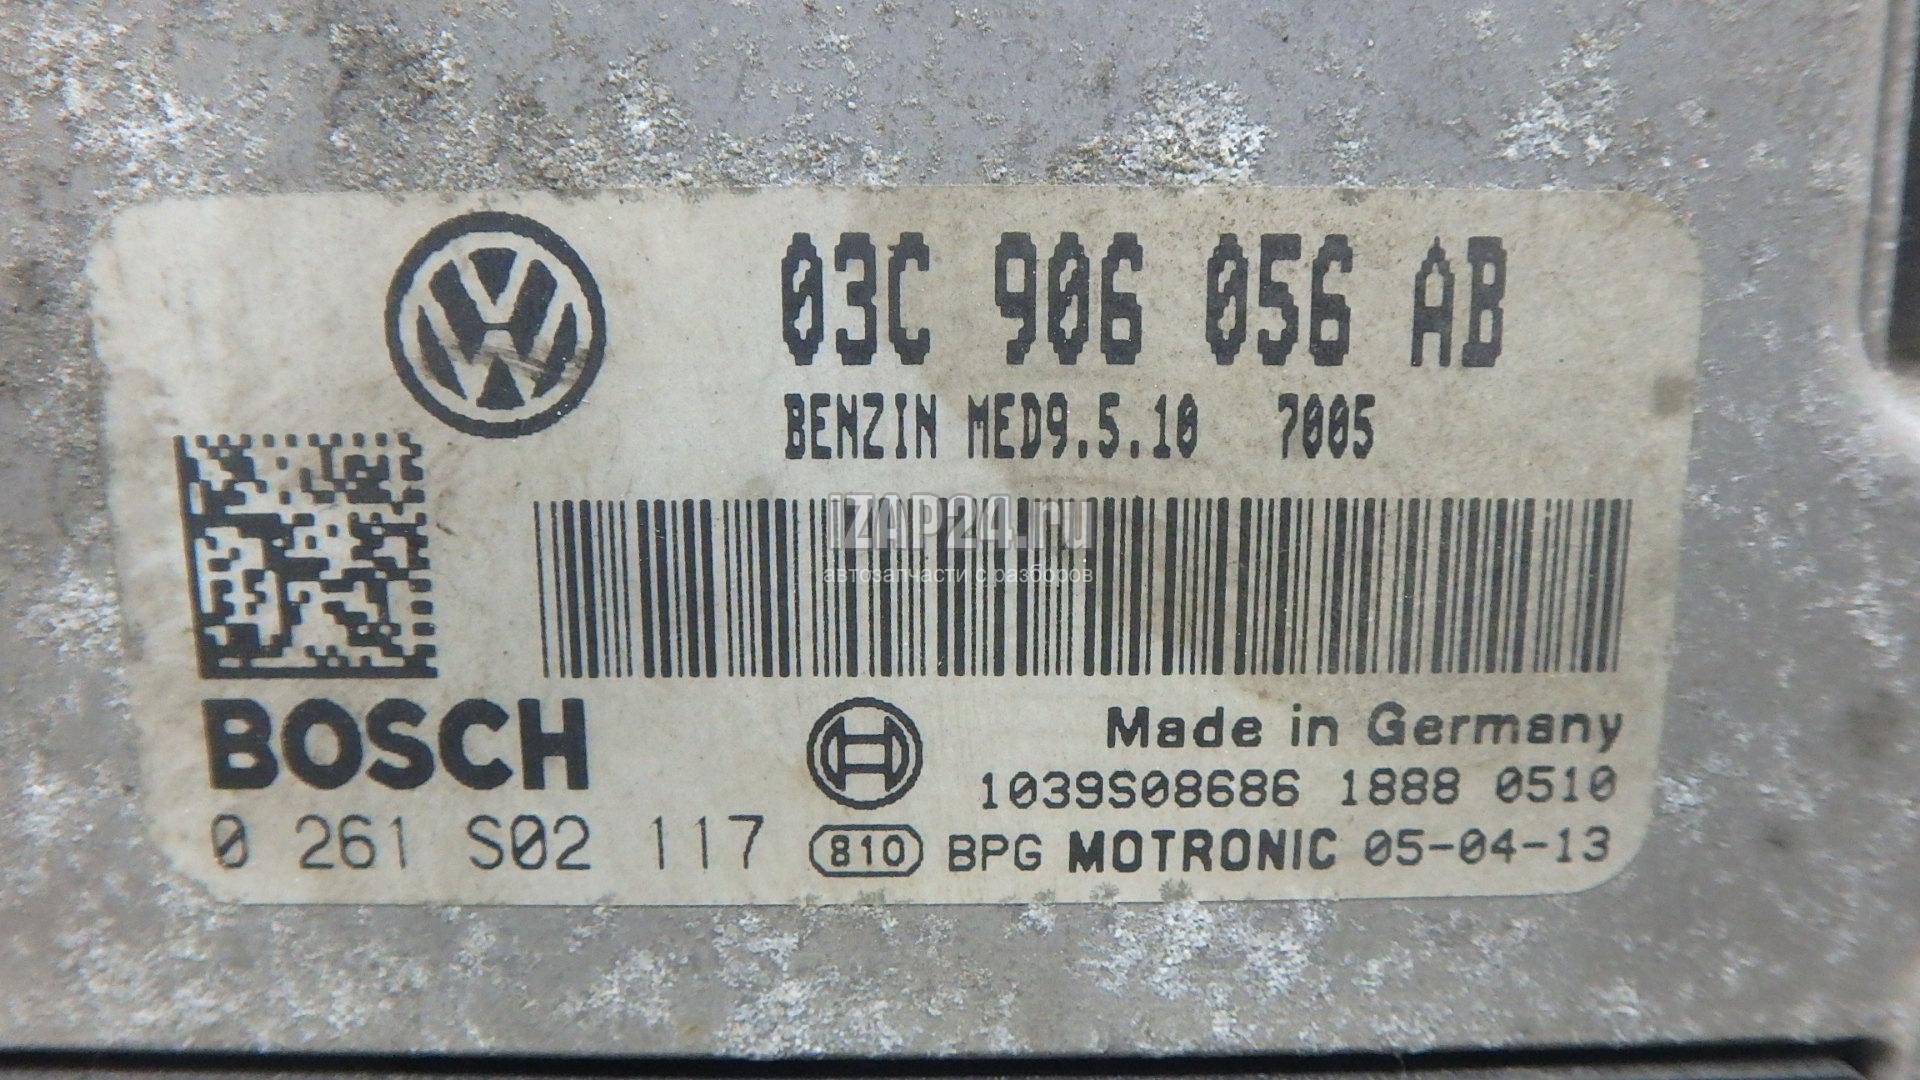 03C 906 056 AB
BENZIN MED9.5.10 7005
iZAP24.ru
автозапчасти с разборов
BOSCH
Made in Germany
1039S08686 1888 0510
0 261 S02 117 810 BPG MOTRONIC 05-04-13